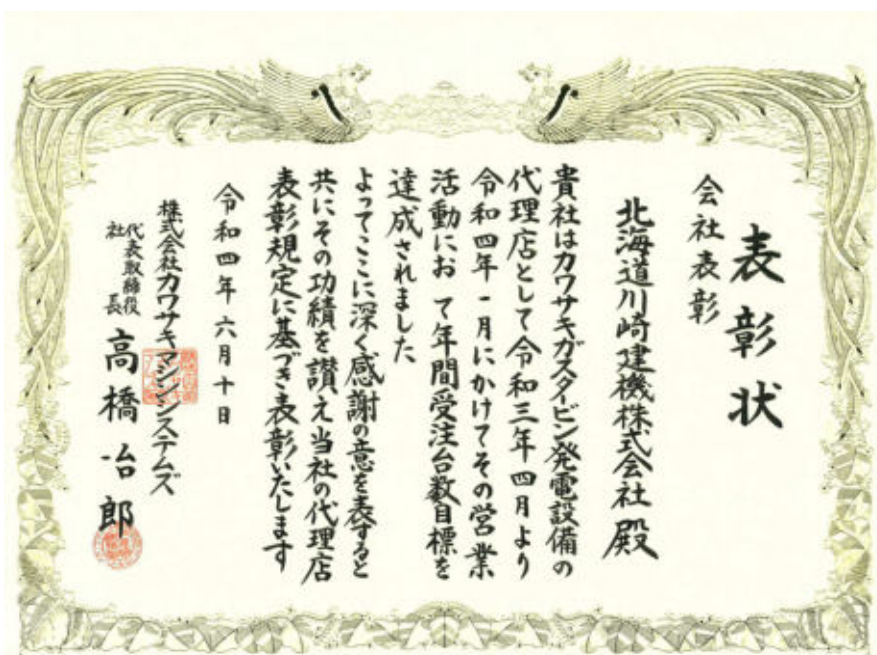 表彰状
会社表彰
北海道川崎建機株式会社 殿
貴社はカワサキガスタービン発電設備の
代理店として令和三年四月より
令和四年一月にかけてその営業
活動にお て年間受注台数目標を
達成されました
よってここに深く感謝の意を表すると
共にその功績を讃え当社の代理店
表彰規定に基づき表彰いたします
令和四年六月十日
株式会社カワサキマシンシステムズ
代表取締役
社長
高橋治郎